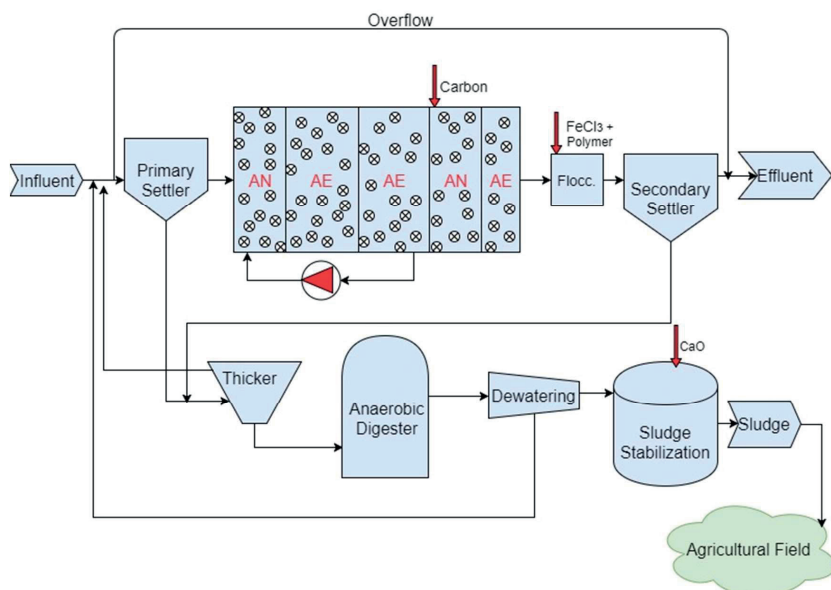 Overflow
Carbon
FeCl3 +
Polymer
Influent
Primary
Settler
AN
AE
AE
AN
AE
Flocc.
Secondary
Settler
Effluent
Thicker
Anaerobic
Digester
Dewatering
CaO
Sludge
Stabilization
Sludge
Agricultural Field